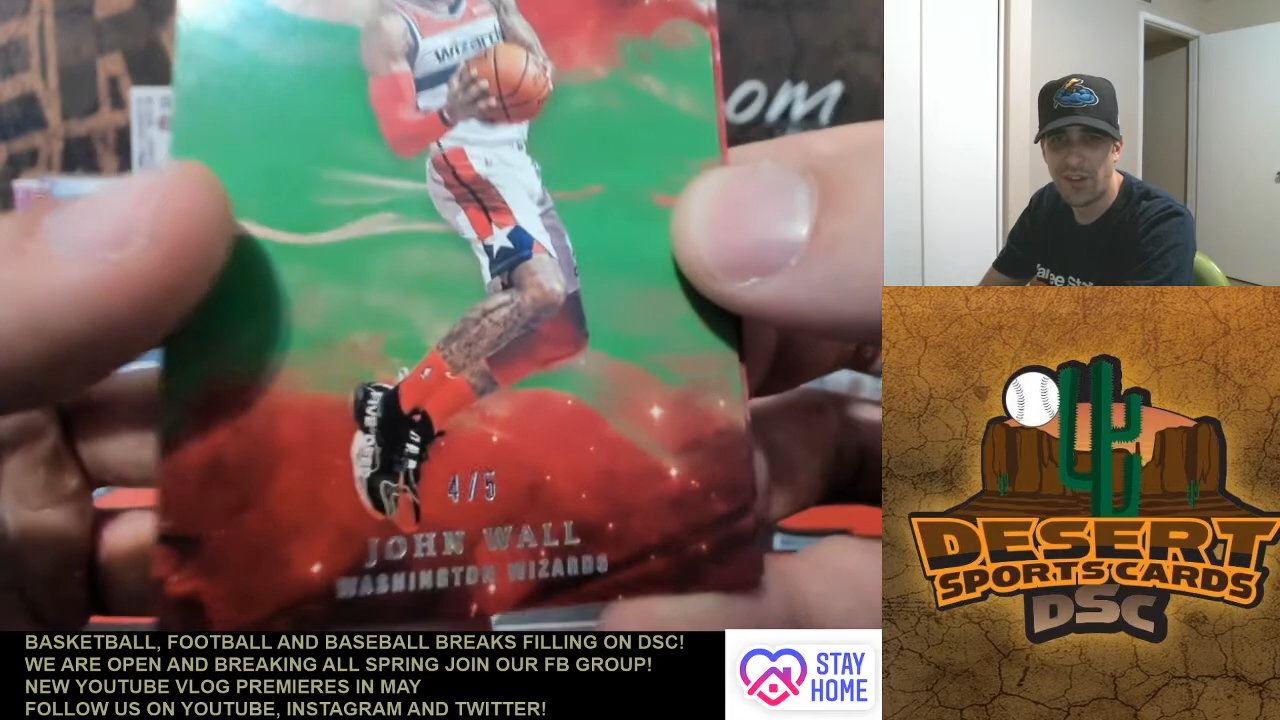 Wizard
OM
4/5
JOHN WALL
WASHINGTON WIZARDS
BASKETBALL, FOOTBALL AND BASEBALL BREAKS FILLING ON DSC!
WE ARE OPEN AND BREAKING ALL SPRING JOIN OUR FB GROUP!
NEW YOUTUBE VLOG PREMIERES IN MAY
FOLLOW US ON YOUTUBE, INSTAGRAM AND TWITTER!
STAY
HOME
DESERT
SPORTS CARDS
DSC